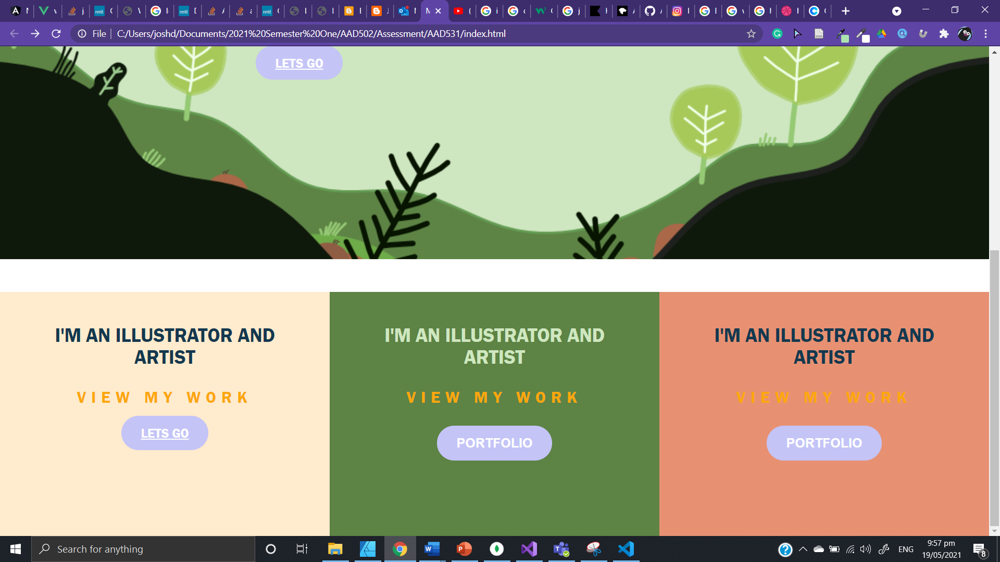 File
C:/Users/joshd/Documents/2021%20Semester%20One/AAD502/Assessment/AAD531/index.html
LETS GO
I'M AN ILLUSTRATOR AND
ARTIST
VIEW MY WORK
LETS GO
I'M AN ILLUSTRATOR AND
ARTIST
VIEW MY WORK
PORTFOLIO
I'M AN ILLUSTRATOR AND
ARTIST
VIEW MY WORK
PORTFOLIO
Search for anything
ENG
9:57 pm
19/05/2021
8